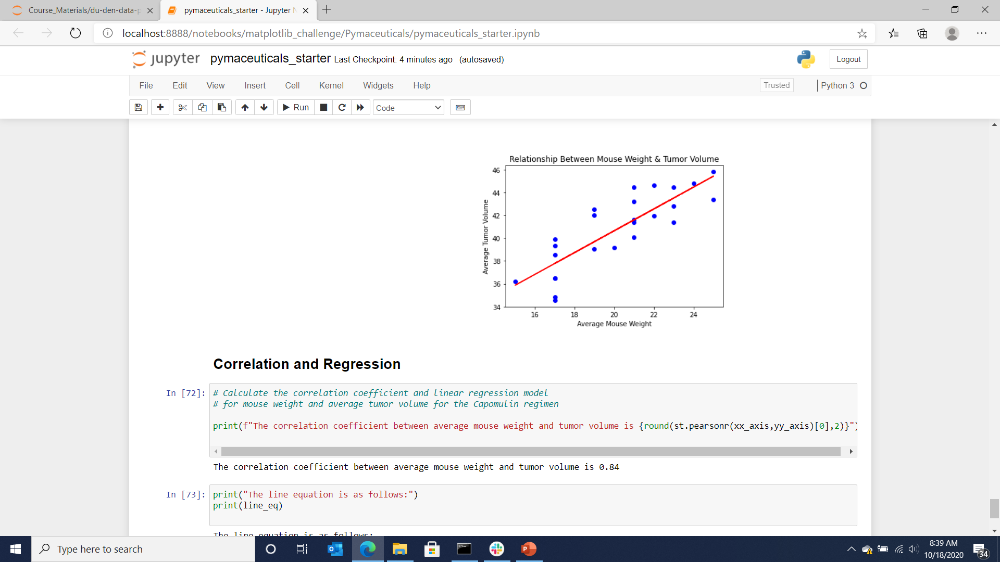 Course_Materials/du-den-data-p
pymaceuticals_starter - Jupyter N
localhost:8888/notebooks/matplotlib_challenge/Pymaceuticals/pymaceuticals_starter.ipynb
jupyter pymaceuticals_starter Last Checkpoint: 4 minutes ago (autosaved)
Logout
File Edit View Insert Cell Kernel Widgets Help
Trusted
Python 3
Run
Code
Relationship Between Mouse Weight & Tumor Volume
46
44
42
40
38
36
34
Average Tumor Volume
16 18 20 22 24
Average Mouse Weight
Correlation and Regression
In [72]:
# Calculate the correlation coefficient and linear regression model
# for mouse weight and average tumor volume for the Capomulin regimen
print(f"The correlation coefficient between average mouse weight and tumor volume is {round(st.pearsonr(xx_axis,yy_axis)[0],2)}")
The correlation coefficient between average mouse weight and tumor volume is 0.84
In [73]:
print("The line equation is as follows:")
print(line_eq)
The line equation is as follows:
Type here to search
8:39 AM
10/18/2020
34